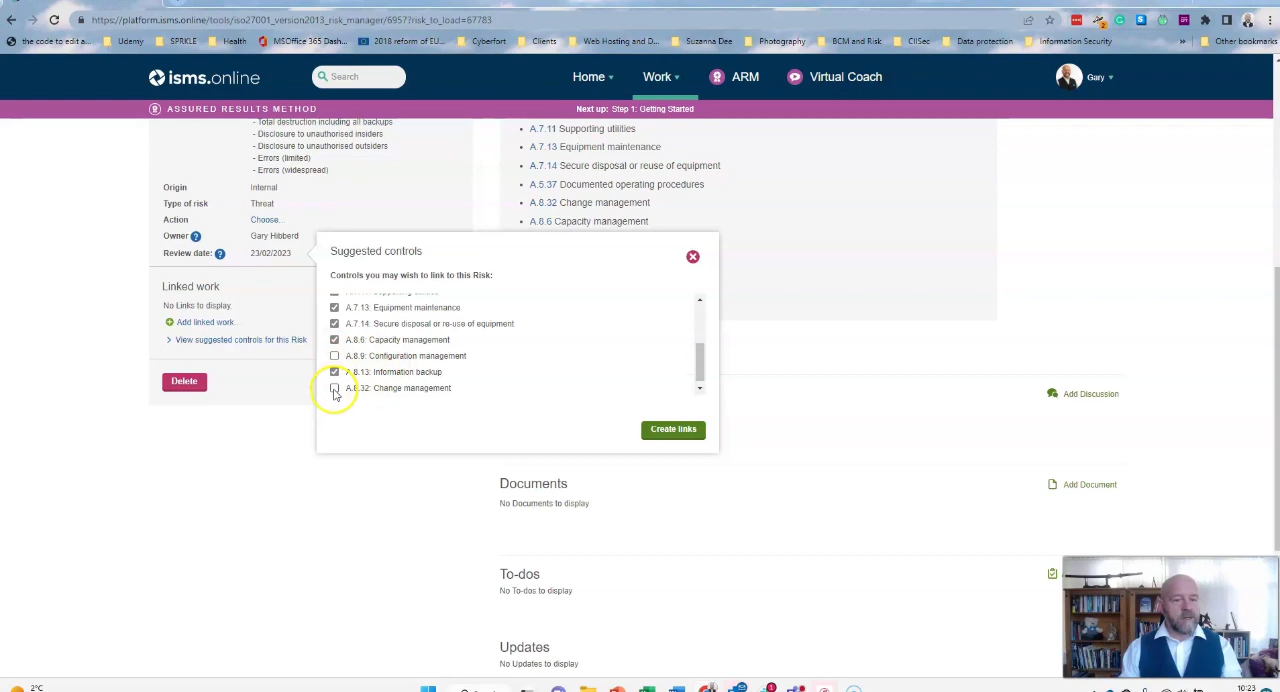 https://platform.isms.online/tools/iso27001_version2013_risk_manager/6957?risk_to_load=67783
the code to edit a...
Udemy
SPRKLE
Health
MSOffice 365 Dash...
2018 reform of EU...
Cyberfort
Clients
Web Hosting and D...
Suzanna Dee
Photography
BCM and Risk
CIISec
Data protection
Information Security
»
Other bookmarks
isms.online
Search
Home
Work
ARM
Virtual Coach
Gary
ASSURED RESULTS METHOD
Next up: Step 1: Getting Started
- Total destruction including all backups
- Disclosure to unauthorised insiders
- Disclosure to unauthorised outsiders
- Errors (limited)
- Errors (widespread)
Origin Internal
Type of risk Threat
Action Choose...
Owner ? Gary Hibberd
Review date: ? 23/02/2023
Linked work
No Links to display.
Add linked work..
View suggested controls for this Risk
Delete
• A.7.11 Supporting utilities
• A.7.13 Equipment maintenance
• A.7.14 Secure disposal or reuse of equipment
• A.5.37 Documented operating procedures
• A.8.32 Change management
• A.8.6 Capacity management
Suggested controls
Controls you may wish to link to this Risk:
A.7.13: Equipment maintenance
A.7.14: Secure disposal or re-use of equipment
A.8.6: Capacity management
A.8.9: Configuration management
A.8.13: Information backup
A.8.32: Change management
Create links
Add Discussion
Documents
Add Document
No Documents to display
To-dos
No To-dos to display
Updates
No Updates to display
2°C
10:23